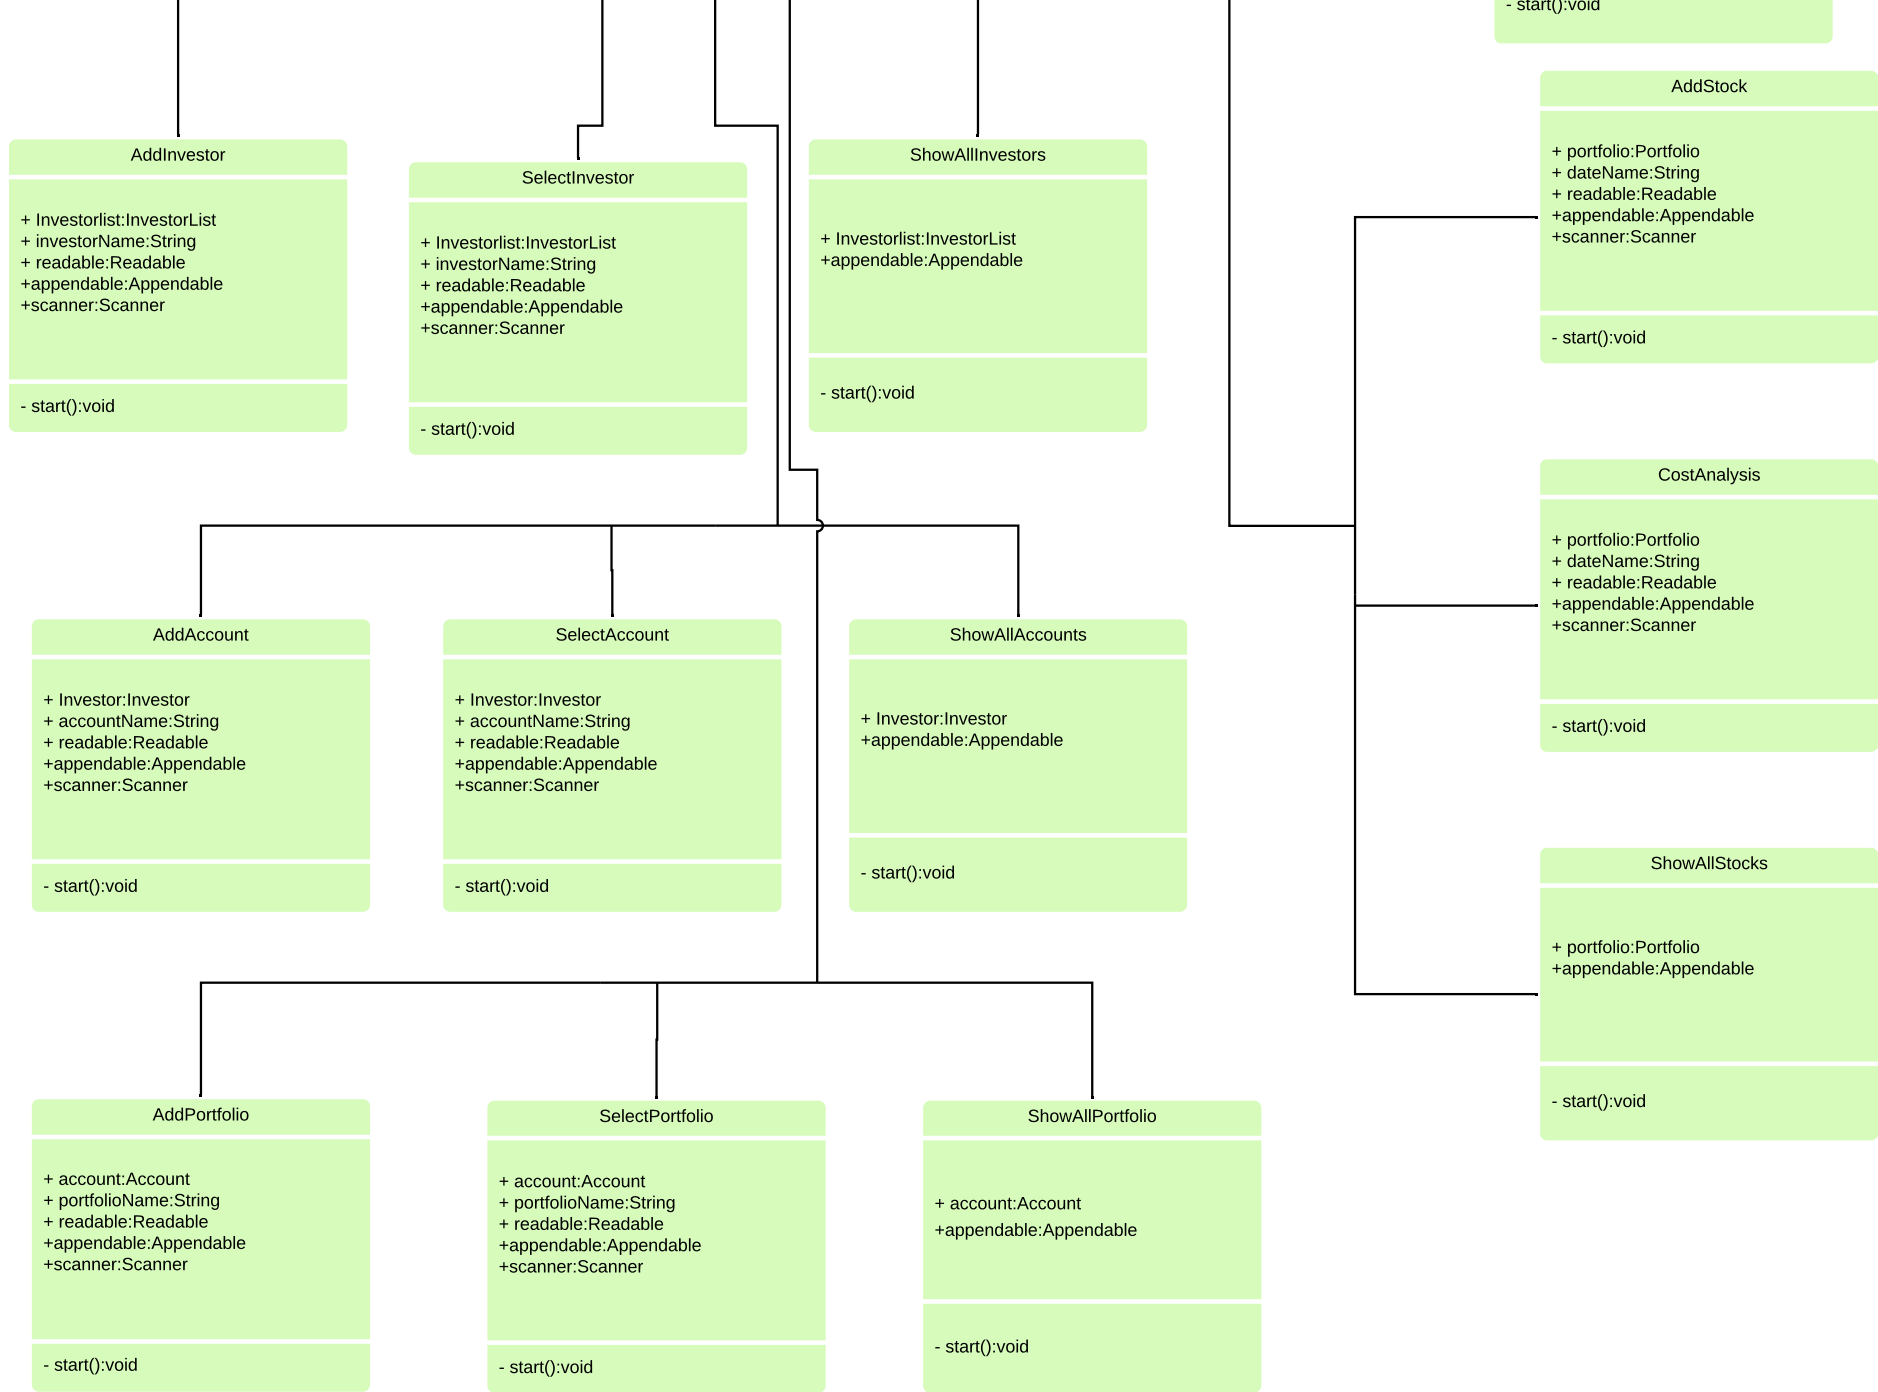 - start():void
AddStock
+ portfolio:Portfolio
+ dateName:String
+ readable:Readable
+appendable:Appendable
+scanner:Scanner
- start():void
AddInvestor
+ Investorlist:InvestorList
+ investorName:String
+ readable:Readable
+appendable:Appendable
+scanner:Scanner
- start():void
SelectInvestor
+ Investorlist:InvestorList
+ investorName:String
+ readable:Readable
+appendable:Appendable
+scanner:Scanner
- start():void
ShowAllInvestors
+ Investorlist:InvestorList
+appendable:Appendable
- start():void
CostAnalysis
+ portfolio:Portfolio
+ dateName:String
+ readable:Readable
+appendable:Appendable
+scanner:Scanner
- start():void
AddAccount
+ Investor:Investor
+ accountName:String
+ readable:Readable
+appendable:Appendable
+scanner:Scanner
- start():void
SelectAccount
+ Investor:Investor
+ accountName:String
+ readable:Readable
+appendable:Appendable
+scanner:Scanner
- start():void
ShowAllAccounts
+ Investor:Investor
+appendable:Appendable
- start():void
ShowAllStocks
+ portfolio:Portfolio
+appendable:Appendable
- start():void
AddPortfolio
+ account:Account
+ portfolioName:String
+ readable:Readable
+appendable:Appendable
+scanner:Scanner
- start():void
SelectPortfolio
+ account:Account
+ portfolioName:String
+ readable:Readable
+appendable:Appendable
+scanner:Scanner
- start():void
ShowAllPortfolio
+ account:Account
+appendable:Appendable
- start():void